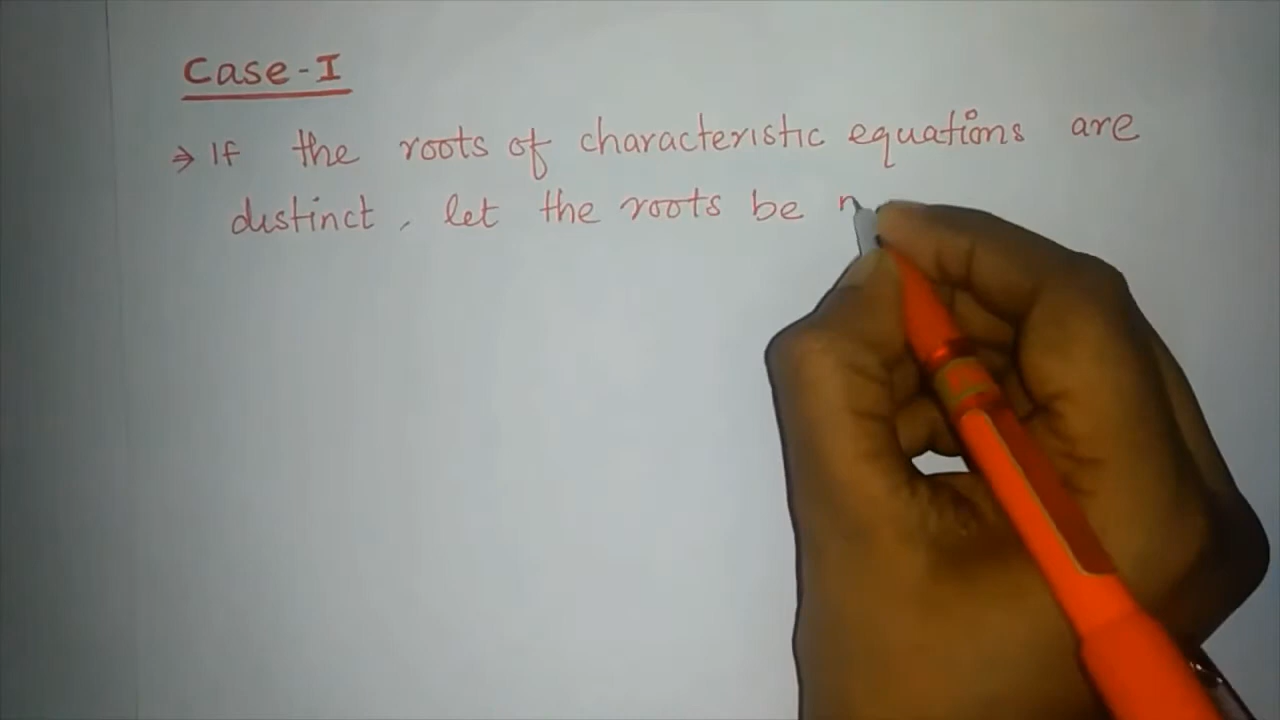 Case-I
⇒ If the roots of characteristic equations are
distinct, let the roots be